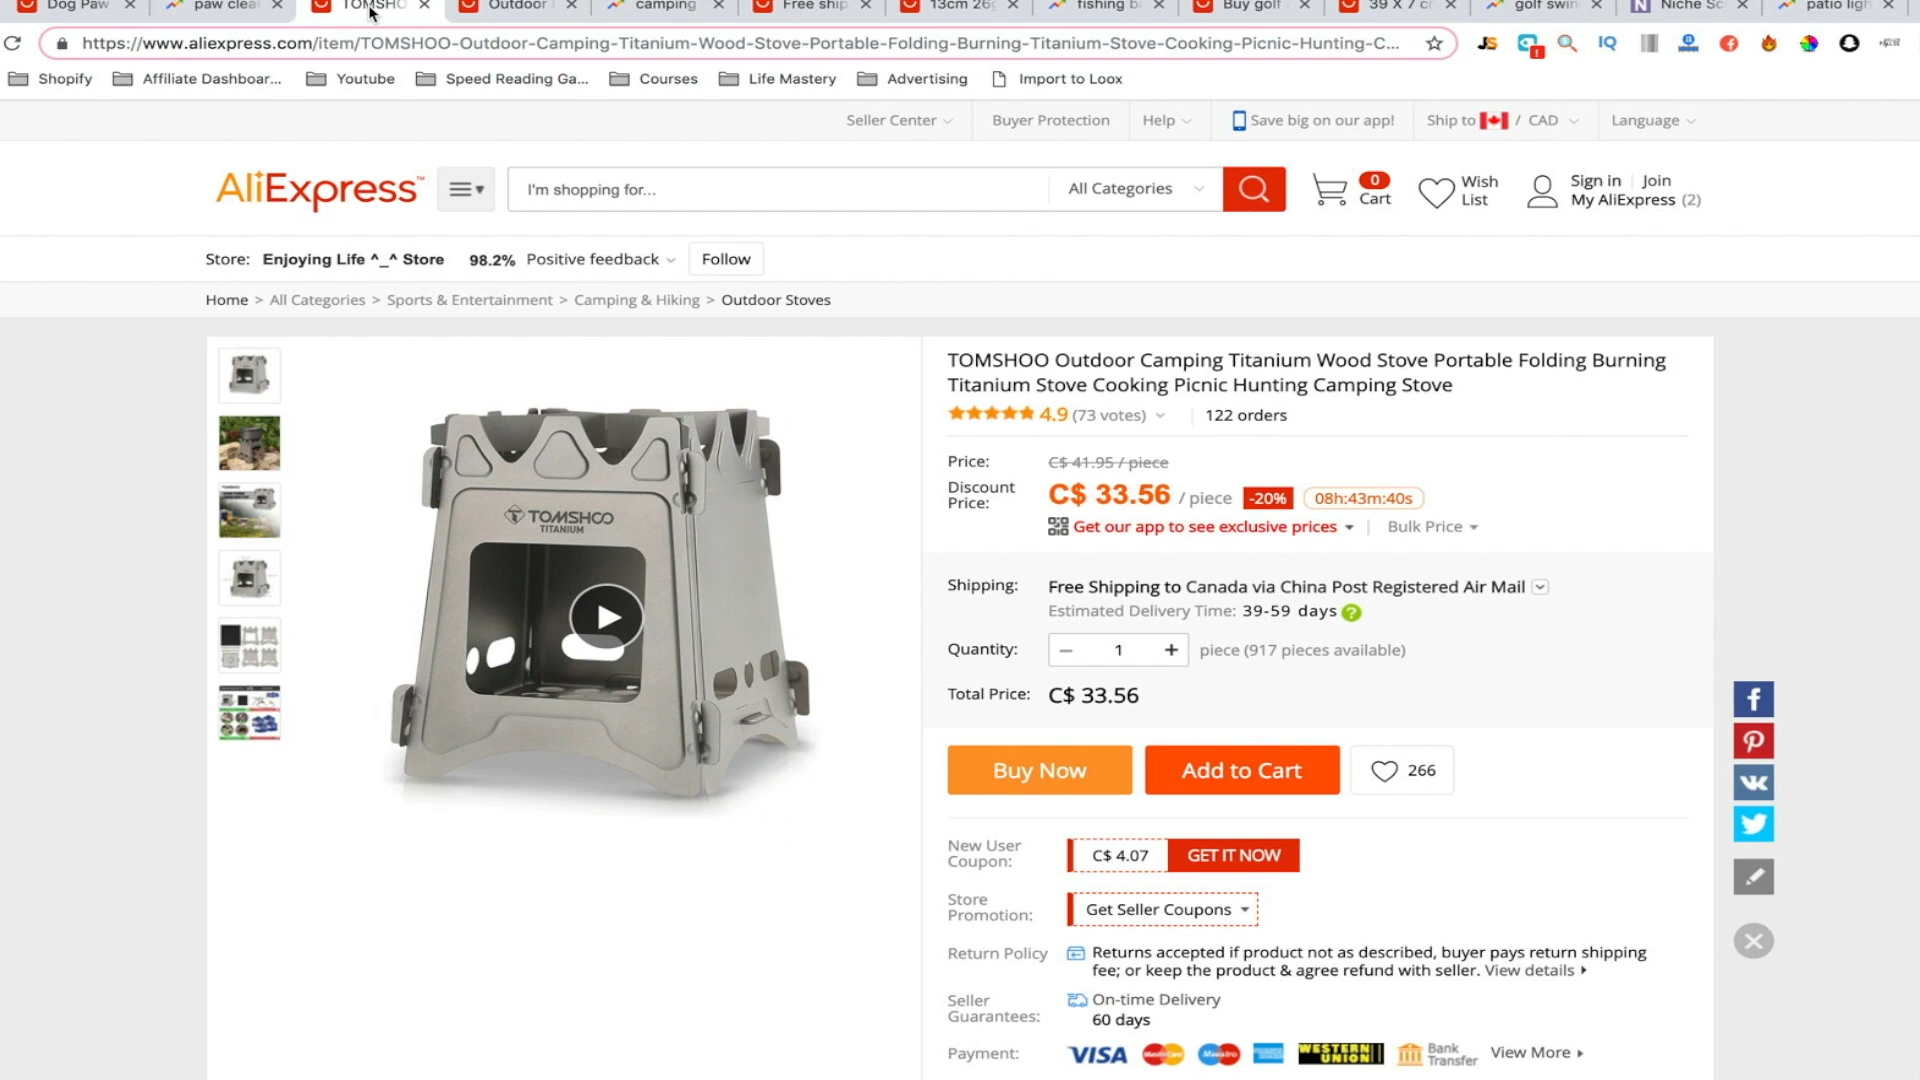 Dog Paw
paw clear
TOMSHO
Outdoor
camping
Free ship
13cm 26
fishing b
Buy golf
39 X 7 c
golf swin
Niche Sc
patio ligh
https://www.aliexpress.com/item/TOMSHOO-Outdoor-Camping-Titanium-Wood-Stove-Portable-Folding-Burning-Titanium-Stove-Cooking-Picnic-Hunting-C...
JS
IQ
Shopify
Affiliate Dashboar...
Youtube
Speed Reading Ga...
Courses
Life Mastery
Advertising
Import to Loox
Seller Center
Buyer Protection
Help
Save big on our app!
Ship to / CAD
Language
AliExpress™
I'm shopping for...
All Categories
0
Cart
Wish
List
Sign in | Join
My AliExpress (2)
Store: Enjoying Life ^_^ Store 98.2% Positive feedback Follow
Home > All Categories > Sports & Entertainment > Camping & Hiking > Outdoor Stoves
TOMSHOO
TITANIUM
TOMSHOO Outdoor Camping Titanium Wood Stove Portable Folding Burning
Titanium Stove Cooking Picnic Hunting Camping Stove
4.9 (73 votes) 122 orders
Price: C$ 41.95 / piece
Discount
Price:
C$ 33.56 / piece -20% 08h:43m:40s
Get our app to see exclusive prices | Bulk Price
Shipping: Free Shipping to Canada via China Post Registered Air Mail
Estimated Delivery Time: 39-59 days ?
Quantity: − 1 + piece (917 pieces available)
Total Price: C$ 33.56
Buy Now
Add to Cart
266
New User
Coupon:
C$ 4.07 GET IT NOW
Store
Promotion:
Get Seller Coupons
Return Policy
Returns accepted if product not as described, buyer pays return shipping
fee; or keep the product & agree refund with seller. View details
Seller
Guarantees:
On-time Delivery
60 days
Payment:
VISA
MasterCard
Maestro
WESTERN
UNION
Bank
Transfer
View More